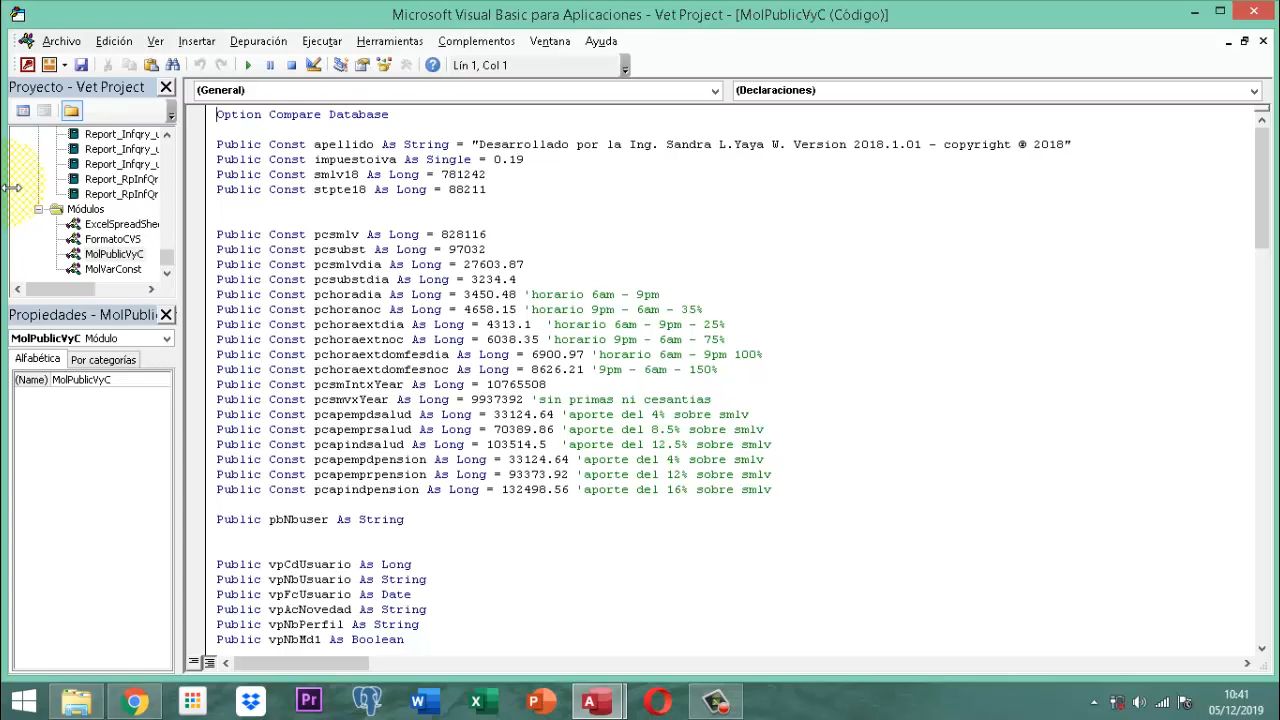 Microsoft Visual Basic para Aplicaciones - Vet Project - [MolPublicVyC (Código)]
Archivo Edición Ver Insertar Depuración Ejecutar Herramientas Complementos Ventana Ayuda
Lín 1, Col 1
Proyecto - Vet Project
(General)
(Declaraciones)
Report_Infqry_u
Report_Infqry_u
Report_Infqry_u
Report_RpInfQr
Report_RpInfQr
Módulos
ExcelSpreadShee
FormatoCVS
MolPublicVyC
MolVarConst
Propiedades - MolPubli
MolPublicVyC Módulo
Alfabética Por categorías
(Name) MolPublicVyC
Option Compare Database
Public Const apellido As String = "Desarrollado por la Ing. Sandra L.Yaya W. Version 2018.1.01 - copyright @ 2018"
Public Const impuestoiva As Single = 0.19
Public Const smlv18 As Long = 781242
Public Const stpte18 As Long = 88211
Public Const pcsmlv As Long = 828116
Public Const pcsubst As Long = 97032
Public Const pcsmlvdia As Long = 27603.87
Public Const pcsubstdia As Long = 3234.4
Public Const pchoradia As Long = 3450.48 'horario 6am - 9pm
Public Const pchoranoc As Long = 4658.15 'horario 9pm - 6am - 35%
Public Const pchoraextdia As Long = 4313.1 'horario 6am - 9pm - 25%
Public Const pchoraextnoc As Long = 6038.35 'horario 9pm - 6am - 75%
Public Const pchoraextdomfesdia As Long = 6900.97 'horario 6am - 9pm 100%
Public Const pchoraextdomfesnoc As Long = 8626.21 '9pm - 6am - 150%
Public Const pcsmIntxYear As Long = 10765508
Public Const pcsmvxYear As Long = 9937392 'sin primas ni cesantias
Public Const pcapempdsalud As Long = 33124.64 'aporte del 4% sobre smlv
Public Const pcapemprsalud As Long = 70389.86 'aporte del 8.5% sobre smlv
Public Const pcapindsalud As Long = 103514.5 'aporte del 12.5% sobre smlv
Public Const pcapempdpension As Long = 33124.64 'aporte del 4% sobre smlv
Public Const pcapemprpension As Long = 93373.92 'aporte del 12% sobre smlv
Public Const pcapindpension As Long = 132498.56 'aporte del 16% sobre smlv
Public pbNbuser As String
Public vpCdUsuario As Long
Public vpNbUsuario As String
Public vpFcUsuario As Date
Public vpAcNovedad As String
Public vpNbPerfil As String
Public vpNbMd1 As Boolean
10:41
05/12/2019